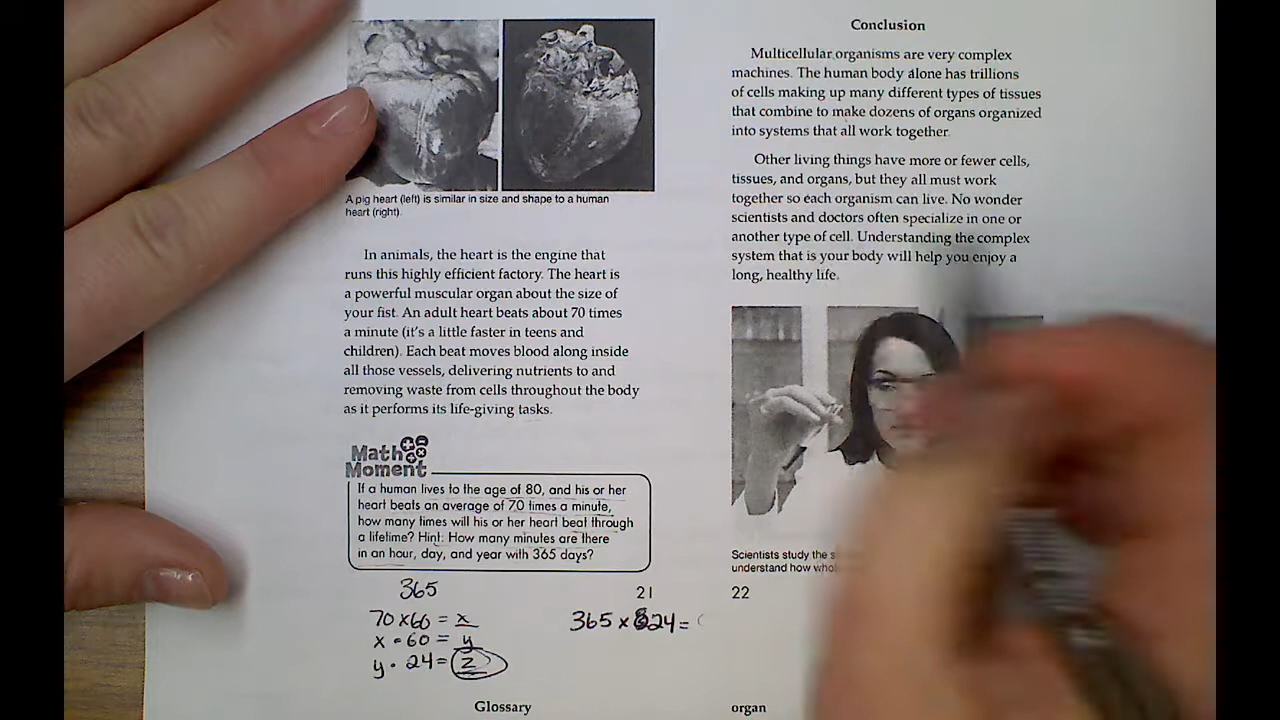 A pig heart (left) is similar in size and shape to a human
heart (right).
In animals, the heart is the engine that
runs this highly efficient factory. The heart is
a powerful muscular organ about the size of
your fist. An adult heart beats about 70 times
a minute (it's a little faster in teens and
children). Each beat moves blood along inside
all those vessels, delivering nutrients to and
removing waste from cells throughout the body
as it performs its life-giving tasks.
Math
Moment
If a human lives to the age of 80, and his or her
heart beats an average of 70 times a minute,
how many times will his or her heart beat through
a lifetime? Hint: How many minutes are there
in an hour, day, and year with 365 days?
365
21
70 x 60 = x
x · 60 = y
y · 24 = z
365 x 24 =
Glossary
Conclusion
Multicellular organisms are very complex
machines. The human body alone has trillions
of cells making up many different types of tissues
that combine to make dozens of organs organized
into systems that all work together.
Other living things have more or fewer cells,
tissues, and organs, but they all must work
together so each organism can live. No wonder
scientists and doctors often specialize in one or
another type of cell. Understanding the complex
system that is your body will help you enjoy a
long, healthy life.
Scientists study the
understand how
22
organ